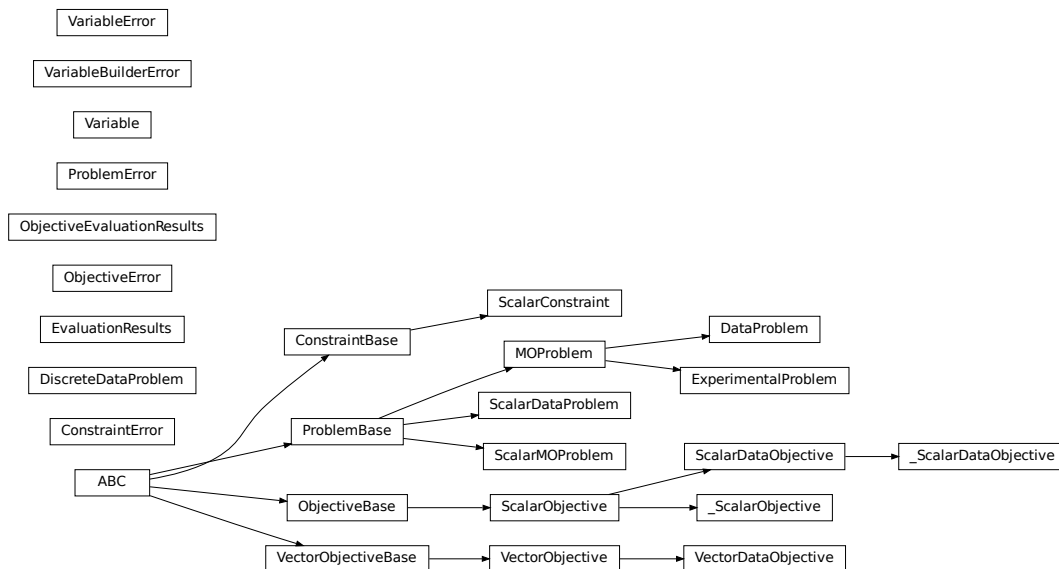 VariableError
VariableBuilderError
Variable
ProblemError
ObjectiveEvaluationResults
ObjectiveError
EvaluationResults
DiscreteDataProblem
ConstraintError
ABC
ConstraintBase
ProblemBase
ObjectiveBase
VectorObjectiveBase
ScalarConstraint
MOProblem
ScalarDataProblem
ScalarMOProblem
ScalarObjective
VectorObjective
DataProblem
ExperimentalProblem
ScalarDataObjective
_ScalarObjective
VectorDataObjective
_ScalarDataObjective